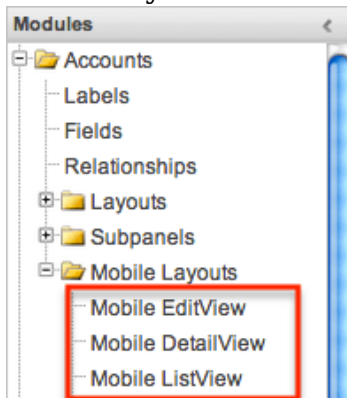 Modules
Accounts
Labels
Fields
Relationships
Layouts
Subpanels
Mobile Layouts
Mobile EditView
Mobile DetailView
Mobile ListView